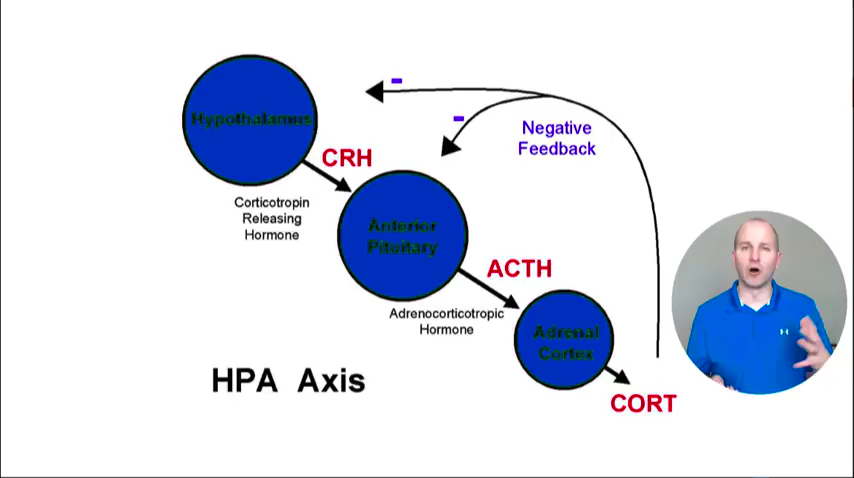 Hypothalamus
-
-
Negative
Feedback
CRH
Corticotropin
Releasing
Hormone
Anterior
Pituitary
ACTH
Adrenocorticotropic
Hormone
Adrenal
Cortex
HPA Axis
CORT